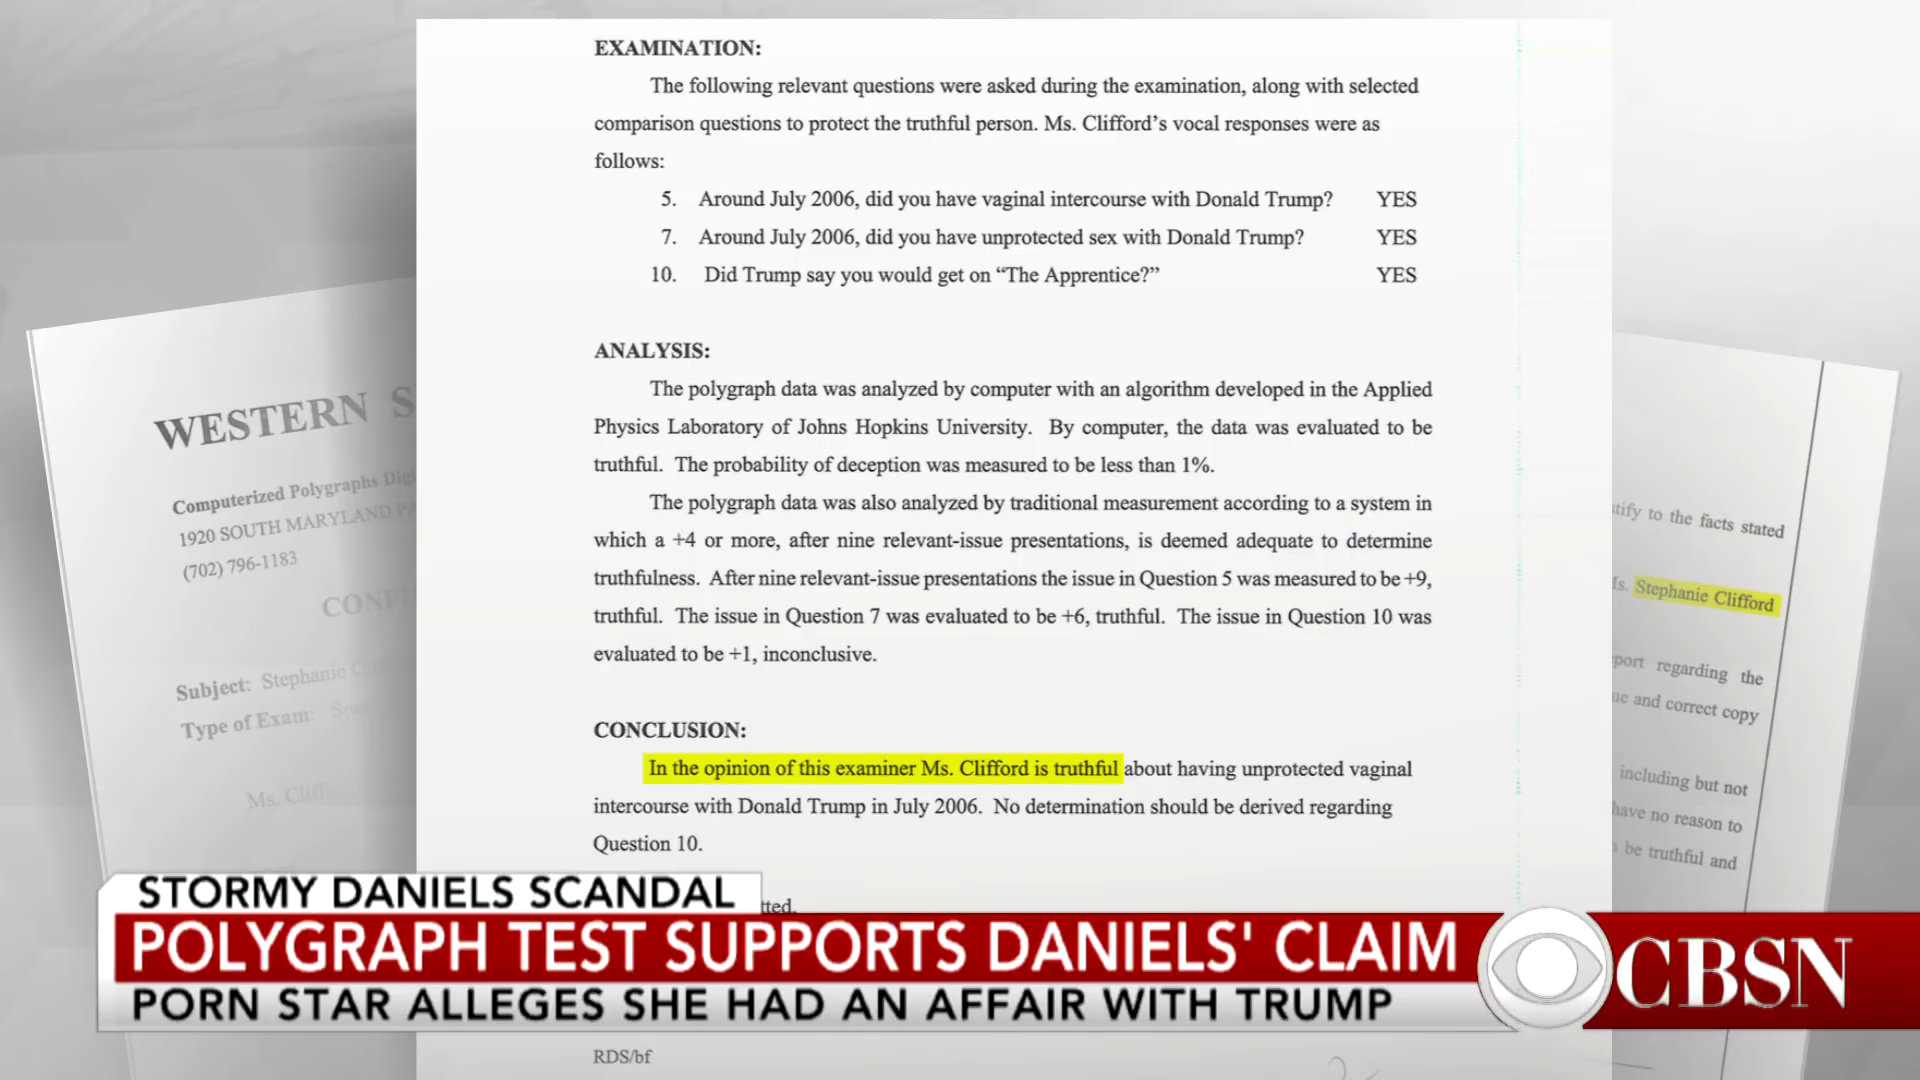 EXAMINATION:
The following relevant questions were asked during the examination, along with selected
comparison questions to protect the truthful person. Ms. Clifford's vocal responses were as
follows:
5. Around July 2006, did you have vaginal intercourse with Donald Trump? YES
7. Around July 2006, did you have unprotected sex with Donald Trump? YES
10. Did Trump say you would get on “The Apprentice?” YES
ANALYSIS:
The polygraph data was analyzed by computer with an algorithm developed in the Applied
Physics Laboratory of Johns Hopkins University. By computer, the data was evaluated to be
truthful. The probability of deception was measured to be less than 1%.
The polygraph data was also analyzed by traditional measurement according to a system in
which a +4 or more, after nine relevant-issue presentations, is deemed adequate to determine
truthfulness. After nine relevant-issue presentations the issue in Question 5 was measured to be +9,
truthful. The issue in Question 7 was evaluated to be +6, truthful. The issue in Question 10 was
evaluated to be +1, inconclusive.
CONCLUSION:
In the opinion of this examiner Ms. Clifford is truthful about having unprotected vaginal
intercourse with Donald Trump in July 2006. No determination should be derived regarding
Question 10.
tted,
RDS/bf
WESTERN S
Computerized Polygraphs Digi
1920 SOUTH MARYLAND PA
(702) 796-1183
CONFI
Subject: Stephanie Cl
Type of Exam: Spe
Ms. Cliff
tify to the facts stated
Ms. Stephanie Clifford
port regarding the
ue and correct copy
including but not
have no reason to
be truthful and
STORMY DANIELS SCANDAL
POLYGRAPH TEST SUPPORTS DANIELS' CLAIM
PORN STAR ALLEGES SHE HAD AN AFFAIR WITH TRUMP
CBSN